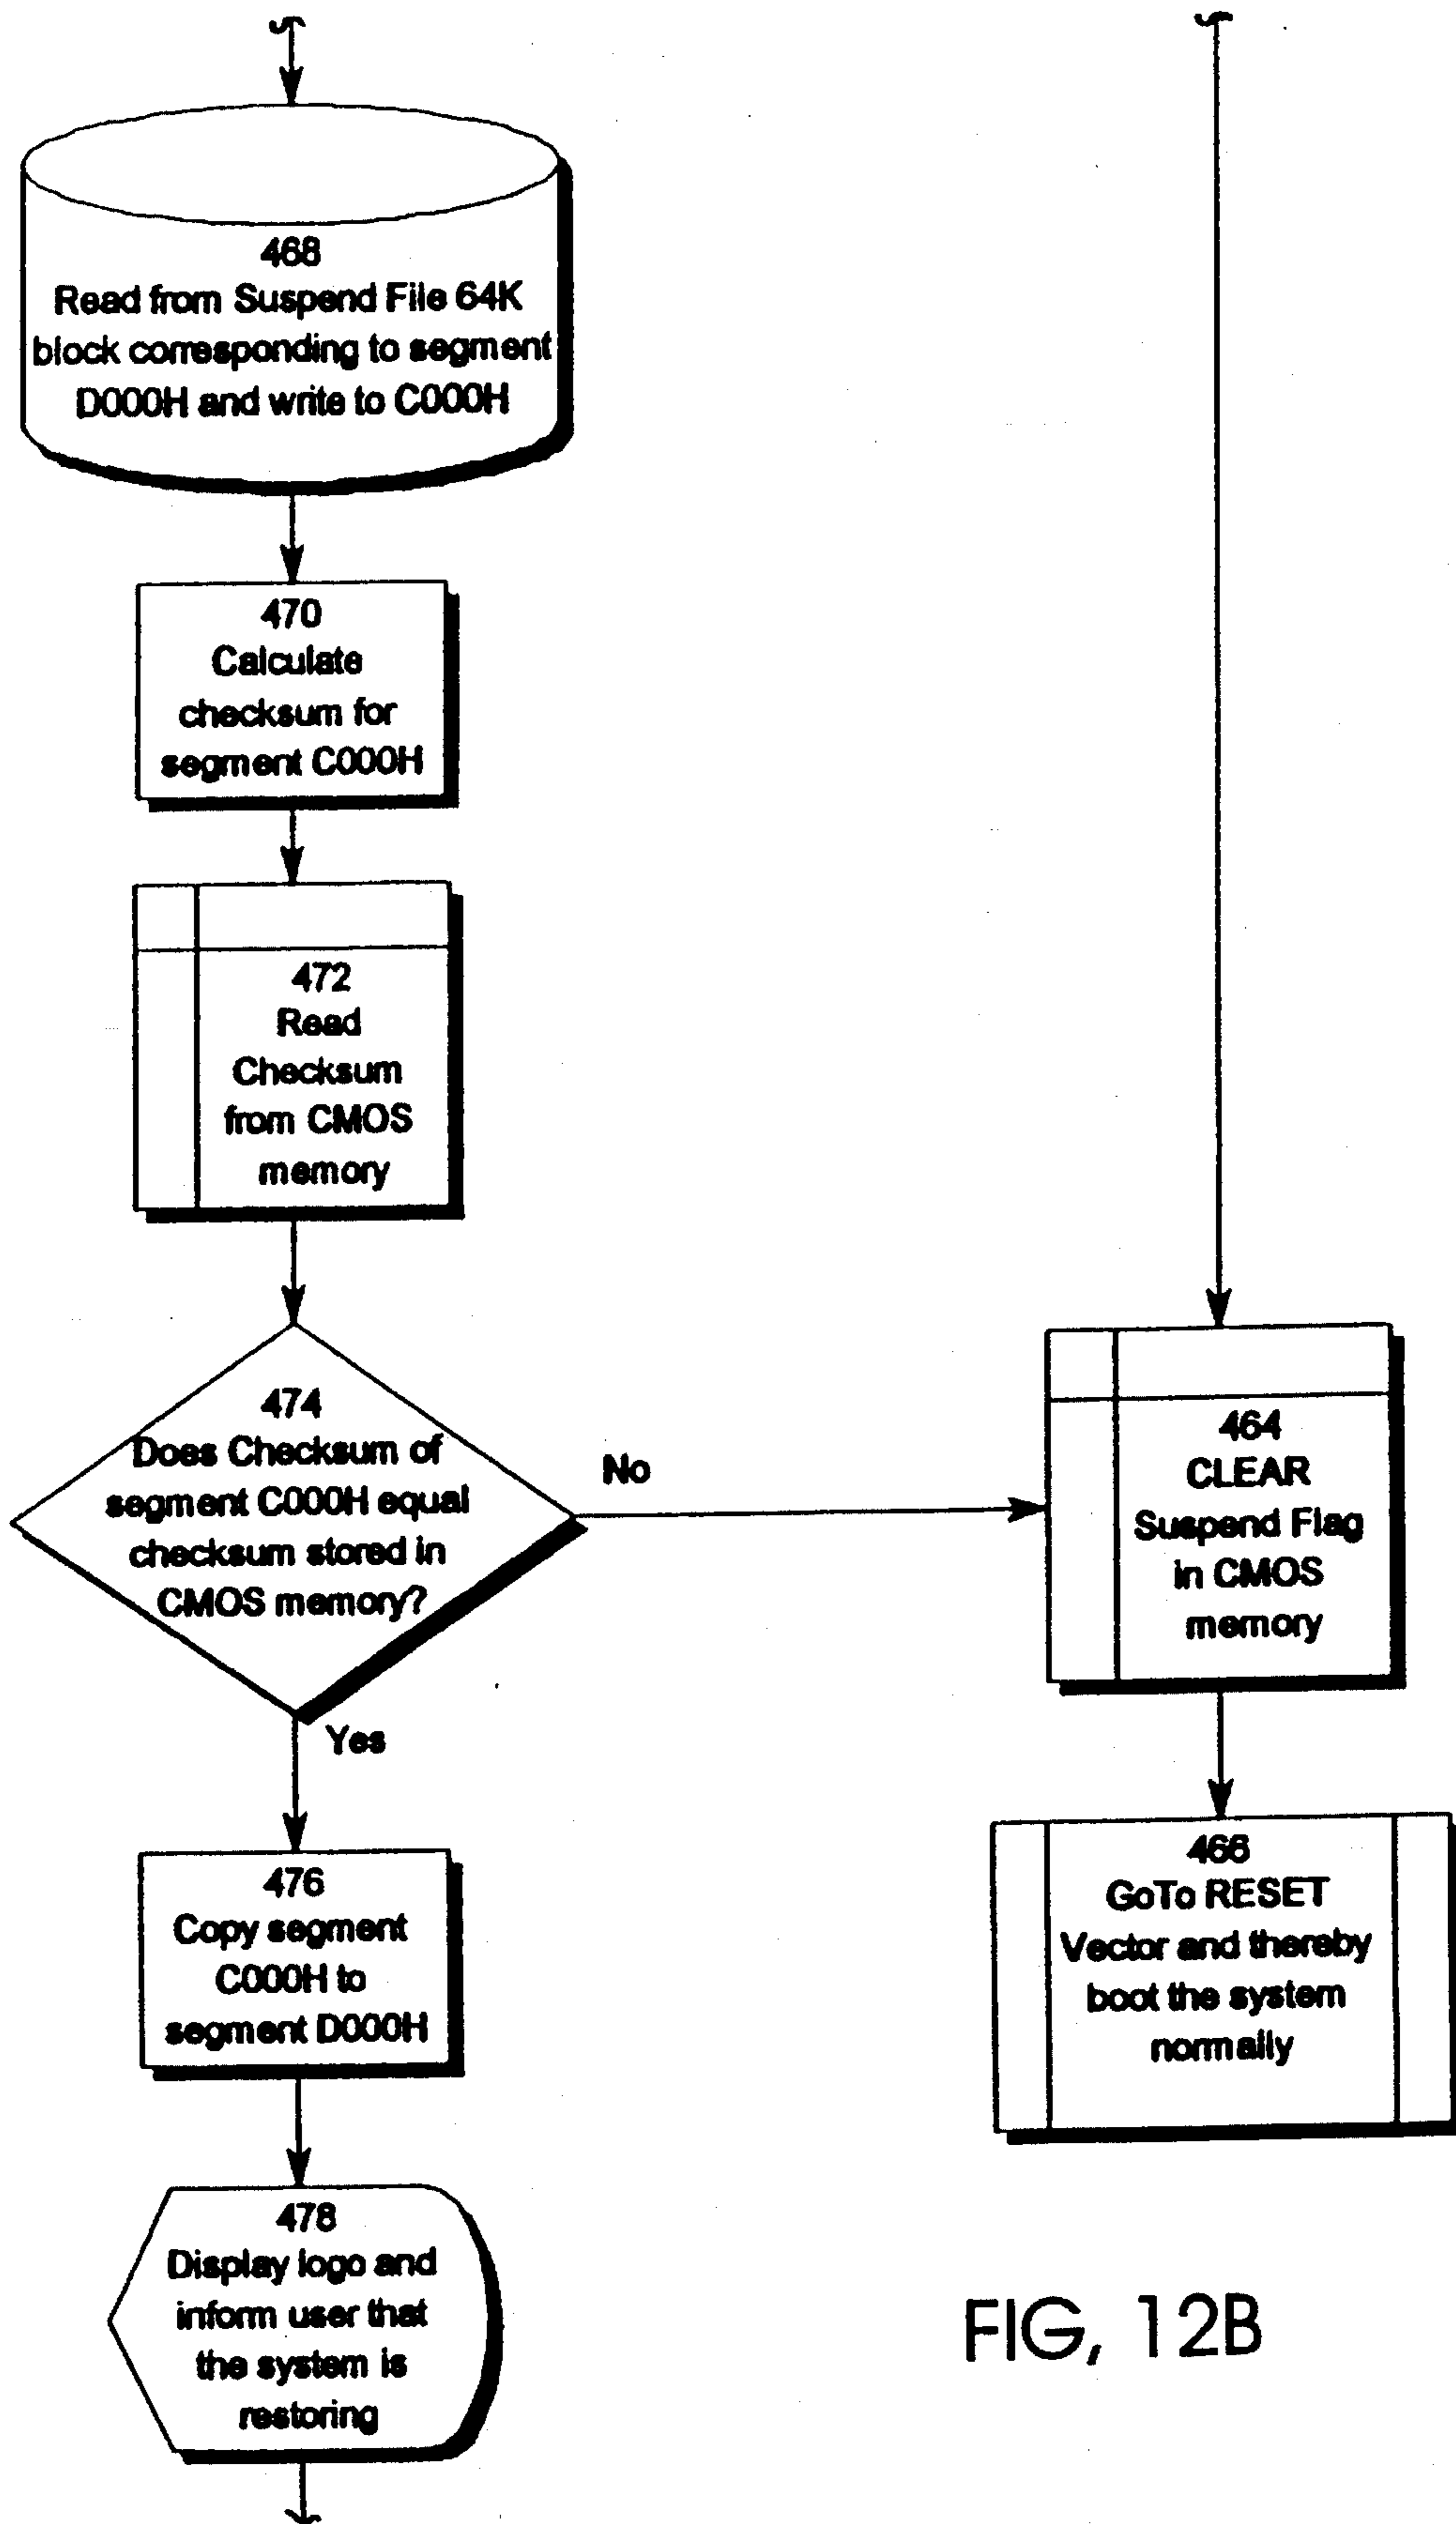 468
Read from Suspend File 64K
block corresponding to segment
D000H and write to C000H
470
Calculate
checksum for
segment C000H
472
Read
Checksum
from CMOS
memory
474
Does Checksum of
segment C000H equal
checksum stored in
CMOS memory?
No
Yes
464
CLEAR
Suspend Flag
in CMOS
memory
466
GoTo RESET
Vector and thereby
boot the system
normally
476
Copy segment
C000H to
segment D000H
478
Display logo and
inform user that
the system is
restoring
FIG, 12B